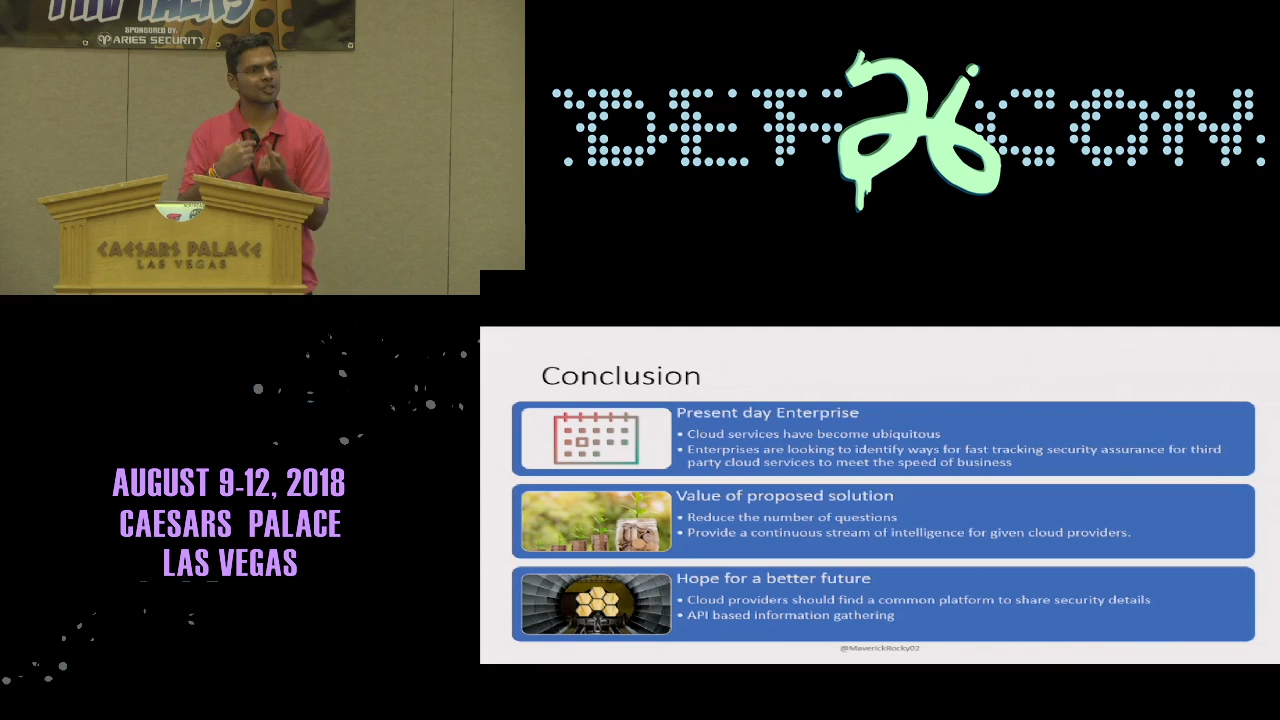 PHV TALKS
SPONSORED BY:
ARIES SECURITY
CAESARS PALACE
LAS VEGAS
DEF 26 CON
AUGUST 9-12, 2018
CAESARS PALACE
LAS VEGAS
Conclusion
Present day Enterprise
• Cloud services have become ubiquitous
• Enterprises are looking to identify ways for fast tracking security assurance for third
party cloud services to meet the speed of business
Value of proposed solution
• Reduce the number of questions
• Provide a continuous stream of intelligence for given cloud providers.
Hope for a better future
• Cloud providers should find a common platform to share security details
• API based information gathering
@MaverickRocky02